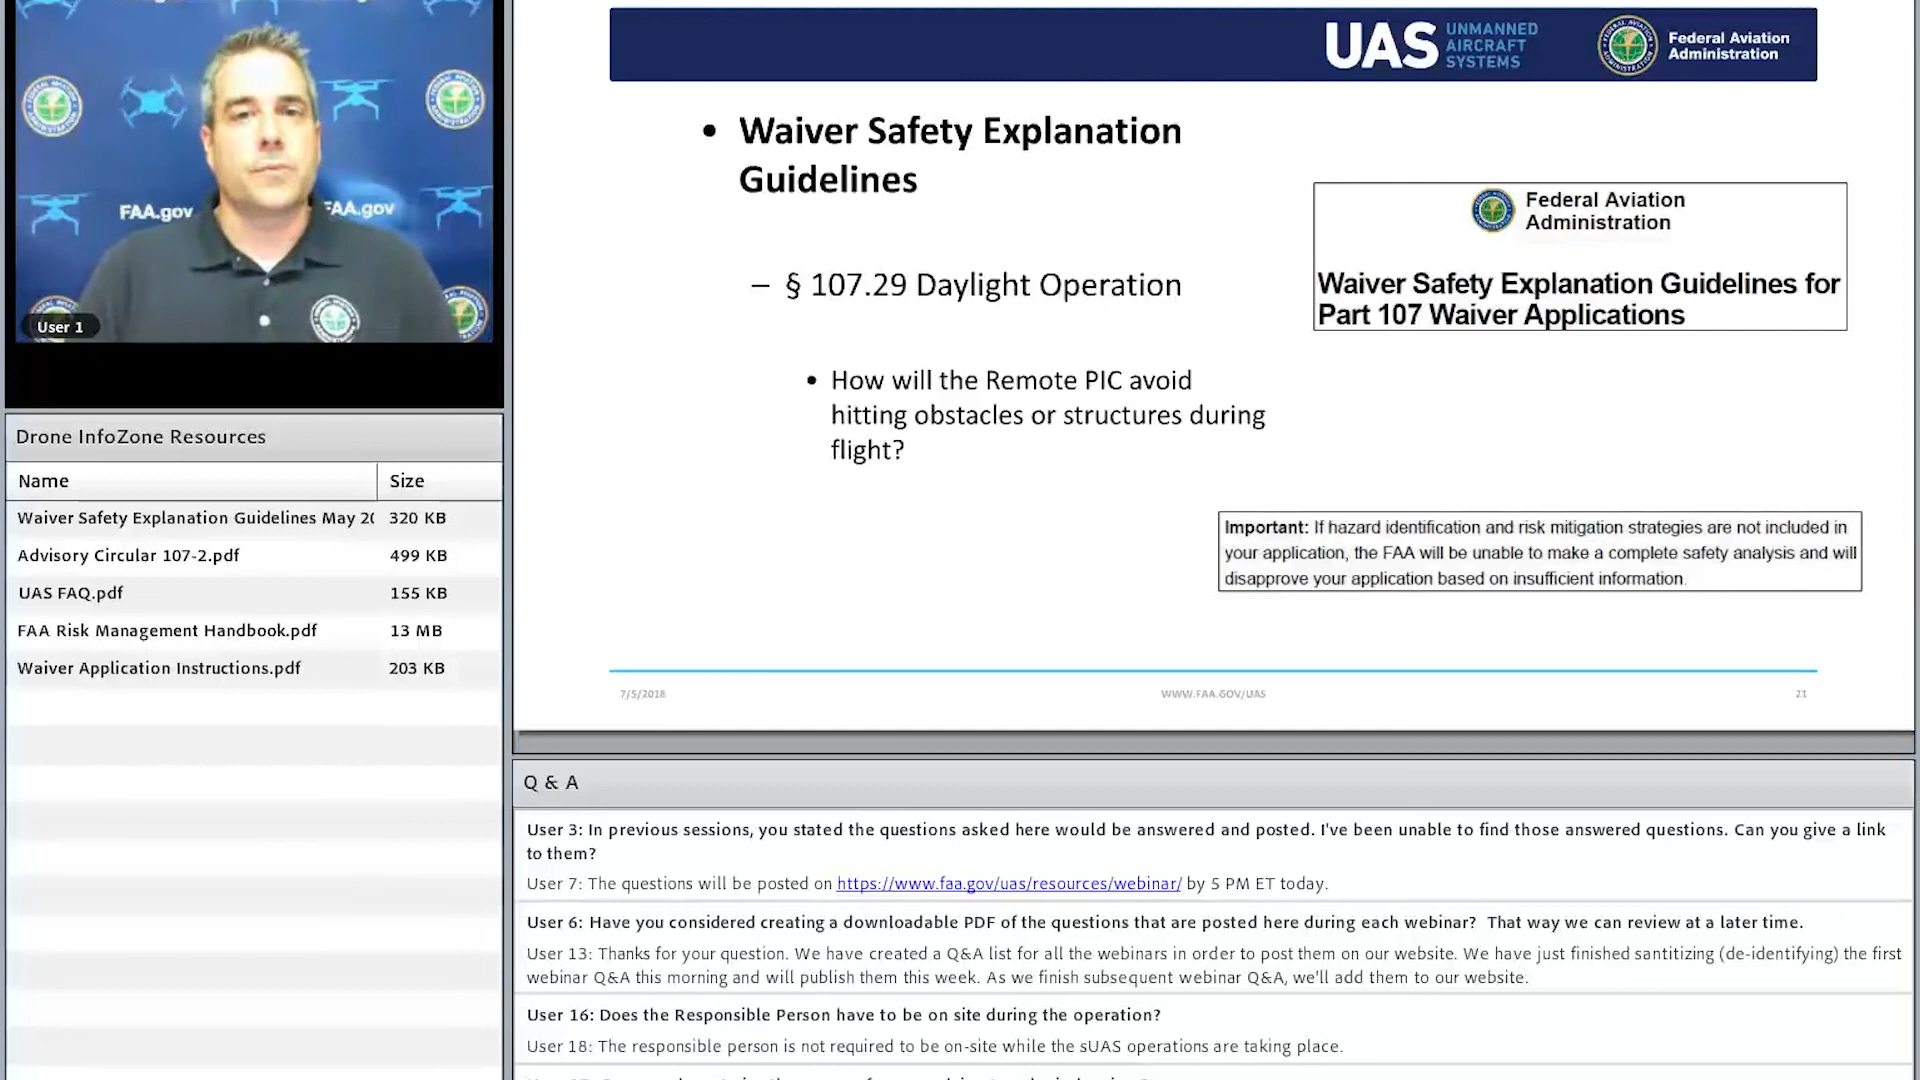 FAA.gov
FAA.gov
User 1
Drone InfoZone Resources
Name Size
Waiver Safety Explanation Guidelines May 20 320 KB
Advisory Circular 107-2.pdf 499 KB
UAS FAQ.pdf 155 KB
FAA Risk Management Handbook.pdf 13 MB
Waiver Application Instructions.pdf 203 KB
UAS UNMANNED
AIRCRAFT
SYSTEMS
Federal Aviation
Administration
• Waiver Safety Explanation
Guidelines
– § 107.29 Daylight Operation
• How will the Remote PIC avoid
hitting obstacles or structures during
flight?
Federal Aviation
Administration
Waiver Safety Explanation Guidelines for
Part 107 Waiver Applications
Important: If hazard identification and risk mitigation strategies are not included in
your application, the FAA will be unable to make a complete safety analysis and will
disapprove your application based on insufficient information.
7/5/2018 WWW.FAA.GOV/UAS 21
Q & A
User 3: In previous sessions, you stated the questions asked here would be answered and posted. I've been unable to find those answered questions. Can you give a link
to them?
User 7: The questions will be posted on https://www.faa.gov/uas/resources/webinar/ by 5 PM ET today.
User 6: Have you considered creating a downloadable PDF of the questions that are posted here during each webinar? That way we can review at a later time.
User 13: Thanks for your question. We have created a Q&A list for all the webinars in order to post them on our website. We have just finished santitizing (de-identifying) the first
webinar Q&A this morning and will publish them this week. As we finish subsequent webinar Q&A, we'll add them to our website.
User 16: Does the Responsible Person have to be on site during the operation?
User 18: The responsible person is not required to be on-site while the sUAS operations are taking place.